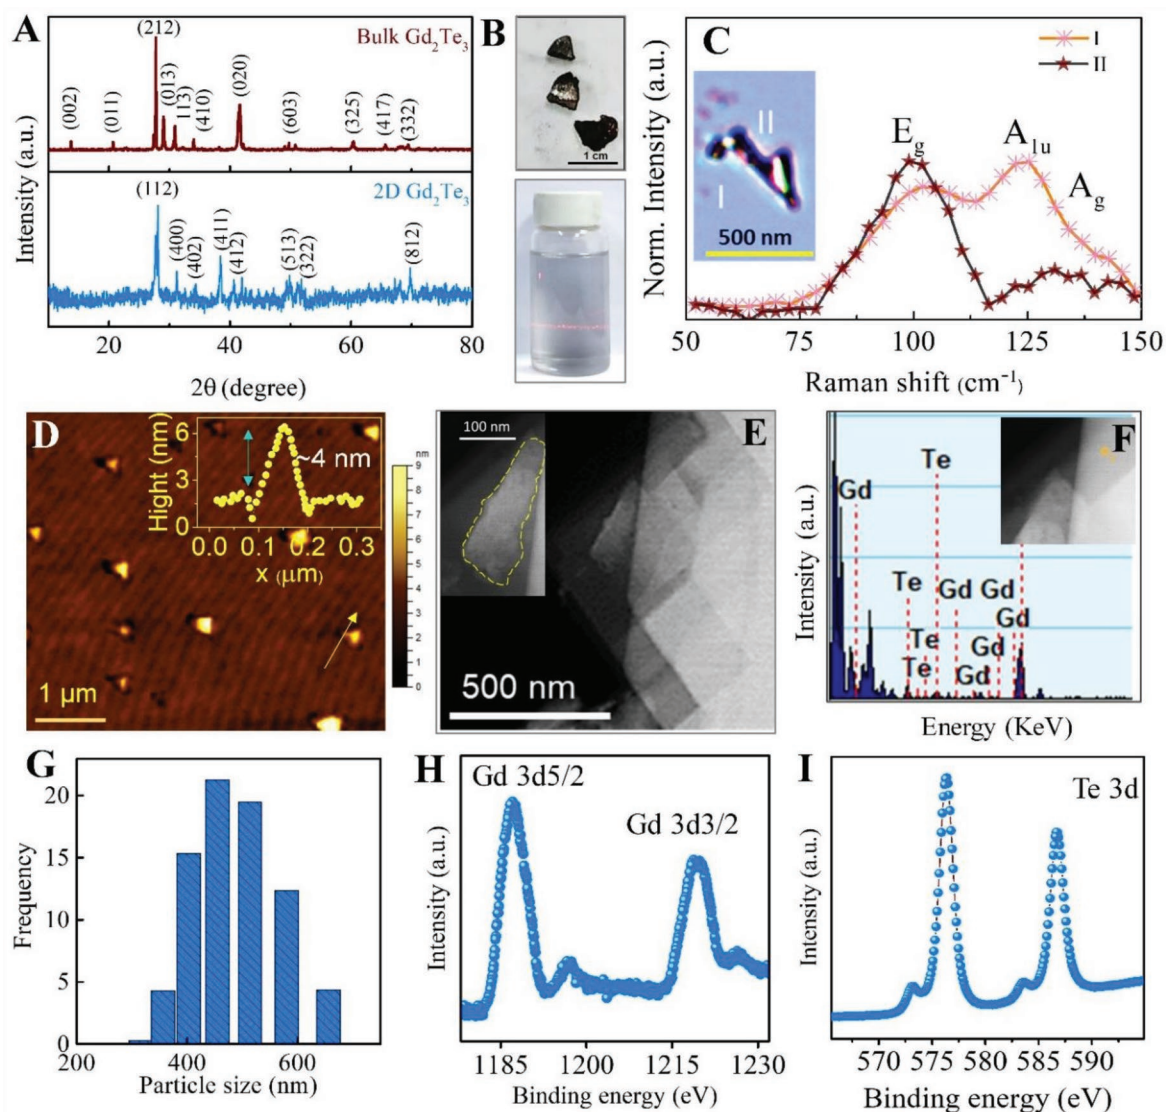 A
Bulk Gd₂Te₃
(002)
(011)
(212)
(013)
113)
(410)
(020)
(603)
(325)
(417)
(332)
2D Gd₂Te₃
(112)
(400)
(402)
(411)
(412)
(513)
(322)
(812)
Intensity (a.u.)
20 40 60 80
2θ (degree)
B
1 cm
C
I
II
II
I
500 nm
E_g
A_1u
A_g
Norm. Intensity (a.u.)
50 75 100 125 150
Raman shift (cm⁻¹)
D
Hight (nm)
6
3
0
~4 nm
0.0 0.1 0.2 0.3
x (μm)
1 μm
9
8
7
6
5
4
3
2
1
0
nm
E
100 nm
500 nm
F
Te
Gd
Te
Gd
Gd
Gd
Te
Gd
Te
Gd
Intensity (a.u.)
Energy (KeV)
G
Frequency
20
15
10
5
0
200 400 600
Particle size (nm)
H
Gd 3d5/2
Gd 3d3/2
Intensity (a.u.)
1185 1200 1215 1230
Binding energy (eV)
I
Te 3d
Intensity (a.u.)
570 575 580 585 590
Binding energy (eV)